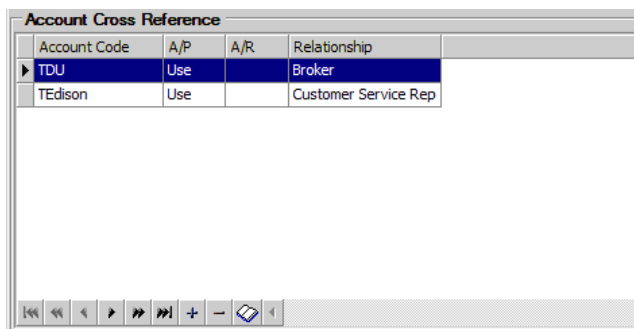 Account Cross Reference
Account Code A/P A/R Relationship
TDU Use Broker
TEdison Use Customer Service Rep